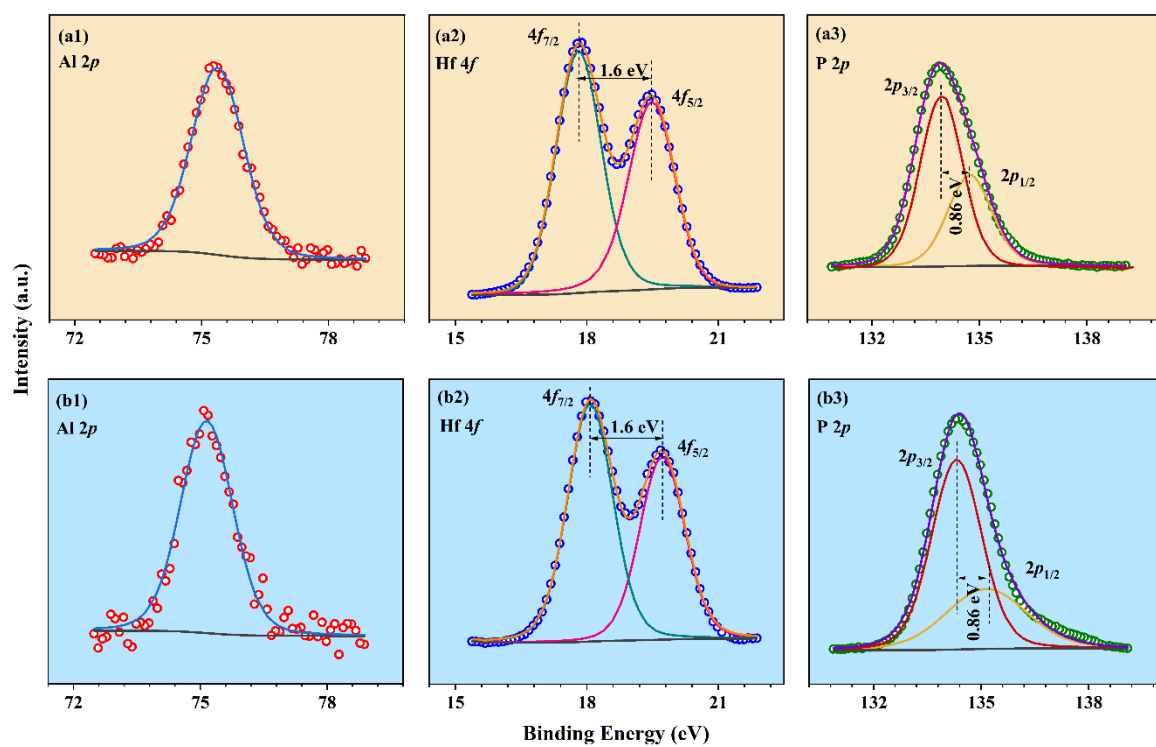 (a1)
Al 2p
(a2)
Hf 4f
4f7/2
1.6 eV
4f5/2
(a3)
P 2p
2p3/2
2p1/2
0.86 eV
72 75 78
15 18 21
132 135 138
Intensity (a.u.)
(b1)
Al 2p
(b2)
Hf 4f
4f7/2
1.6 eV
4f5/2
(b3)
P 2p
2p3/2
2p1/2
0.86 eV
72 75 78
15 18 21
132 135 138
Binding Energy (eV)